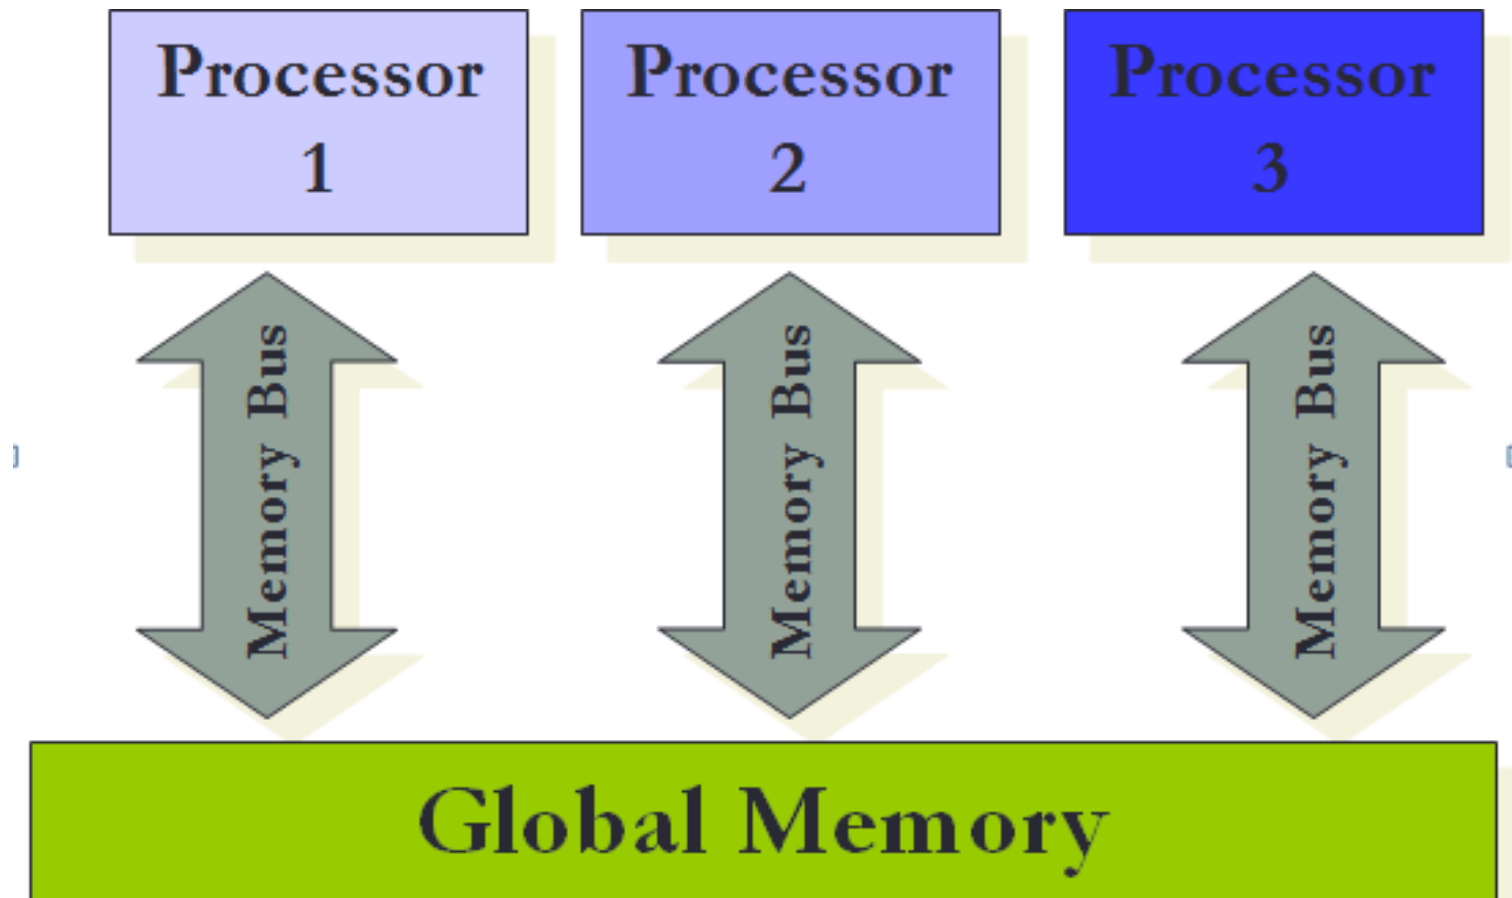 Processor
1
Processor
2
Processor
3
Memory Bus
Memory Bus
Memory Bus
Global Memory